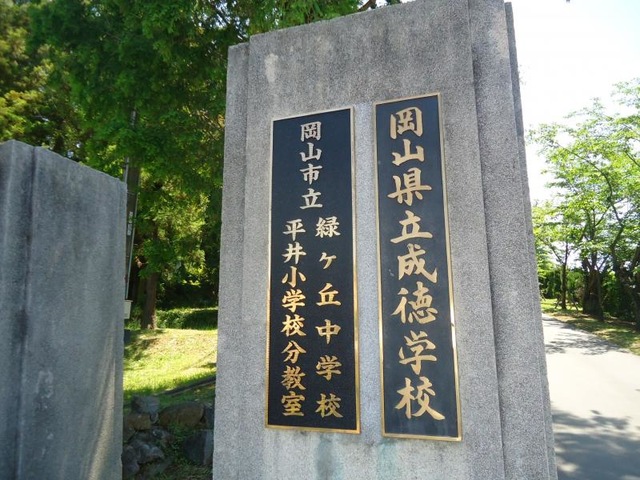 岡山県立成徳学校
岡山市立
緑ヶ丘中学校
平井小学校分教室